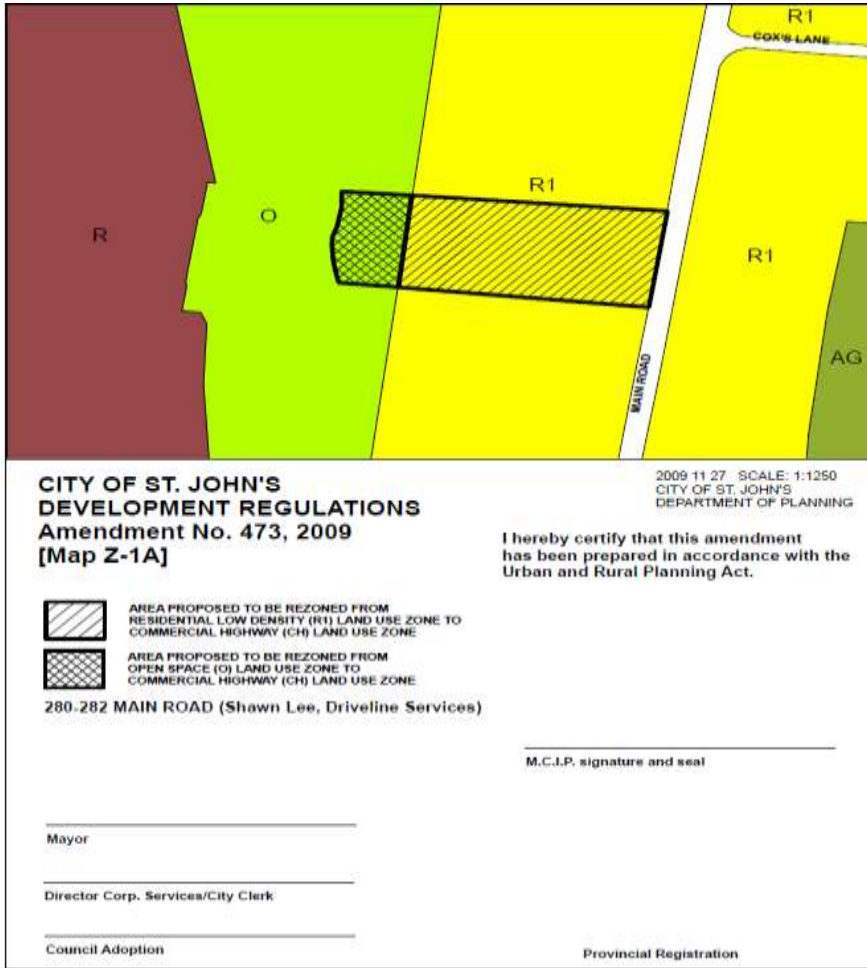 R1
COX'S LANE
R1
O
R
R1
AG
MAIN ROAD
CITY OF ST. JOHN'S
DEVELOPMENT REGULATIONS
Amendment No. 473, 2009
[Map Z-1A]
2009 11 27 SCALE: 1:1250
CITY OF ST. JOHN'S
DEPARTMENT OF PLANNING
I hereby certify that this amendment
has been prepared in accordance with the
Urban and Rural Planning Act.
AREA PROPOSED TO BE REZONED FROM
RESIDENTIAL LOW DENSITY (R1) LAND USE ZONE TO
COMMERCIAL HIGHWAY (CH) LAND USE ZONE
AREA PROPOSED TO BE REZONED FROM
OPEN SPACE (O) LAND USE ZONE TO
COMMERCIAL HIGHWAY (CH) LAND USE ZONE
280-282 MAIN ROAD (Shawn Lee, Driveline Services)
M.C.I.P. signature and seal
Mayor
Director Corp. Services/City Clerk
Council Adoption
Provincial Registration